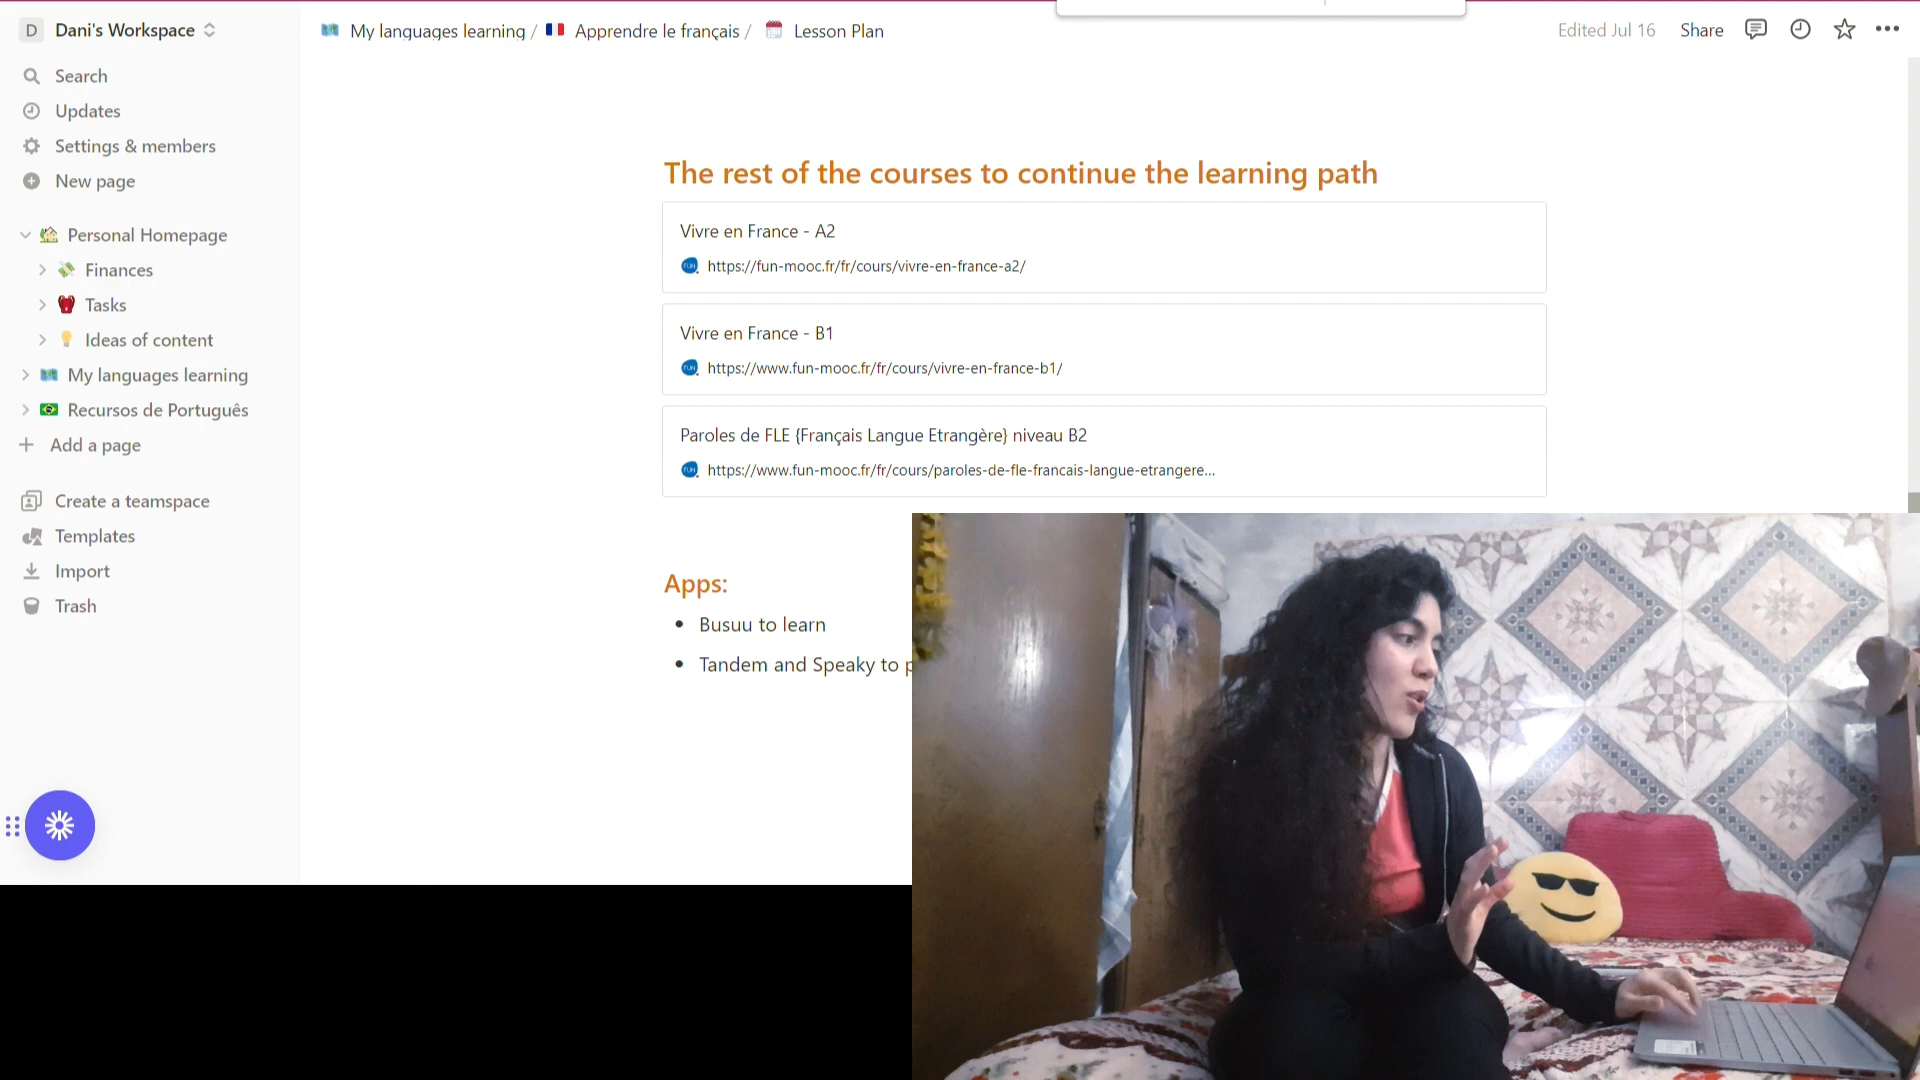 D Dani's Workspace
Search
Updates
Settings & members
New page
Personal Homepage
Finances
Tasks
Ideas of content
My languages learning
Recursos de Português
Add a page
Create a teamspace
Templates
Import
Trash
My languages learning / Apprendre le français / Lesson Plan
Edited Jul 16 Share
The rest of the courses to continue the learning path
Vivre en France - A2
FUN https://fun-mooc.fr/fr/cours/vivre-en-france-a2/
Vivre en France - B1
FUN https://www.fun-mooc.fr/fr/cours/vivre-en-france-b1/
Paroles de FLE {Français Langue Etrangère} niveau B2
FUN https://www.fun-mooc.fr/fr/cours/paroles-de-fle-francais-langue-etrangere...
Apps:
• Busuu to learn
• Tandem and Speaky to p